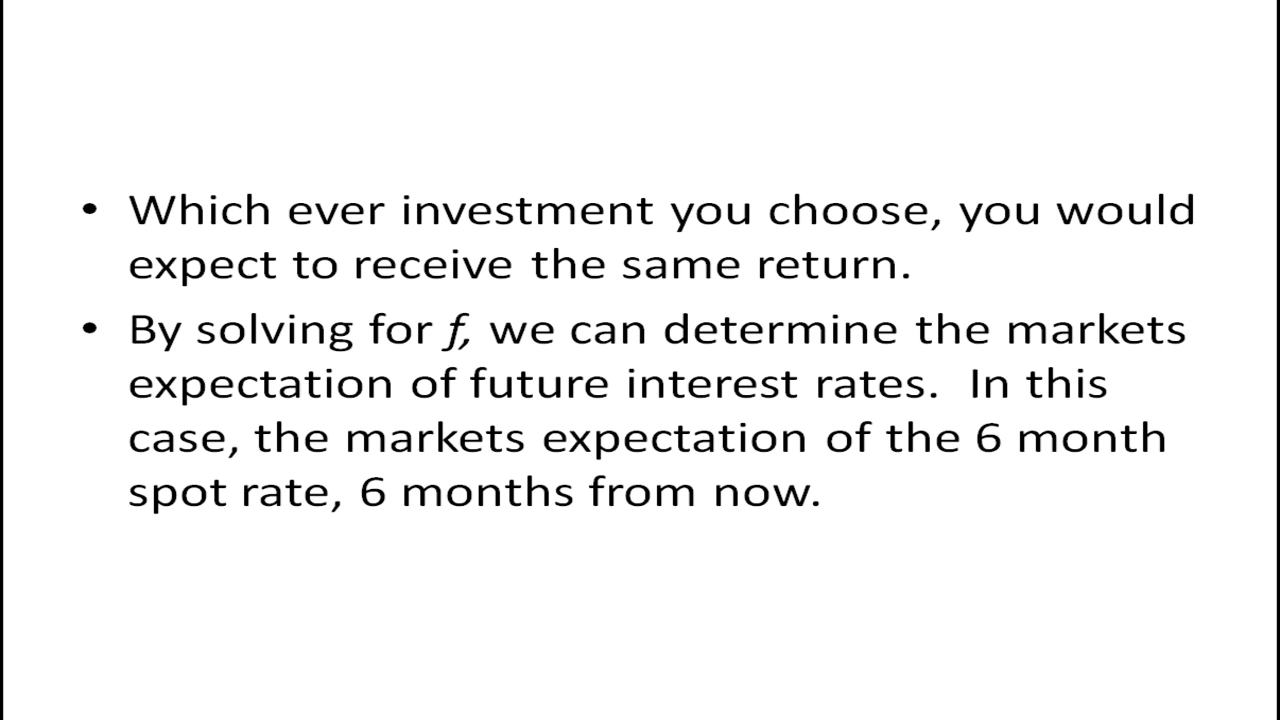 • Which ever investment you choose, you would
expect to receive the same return.
• By solving for f, we can determine the markets
expectation of future interest rates.  In this
case, the markets expectation of the 6 month
spot rate, 6 months from now.